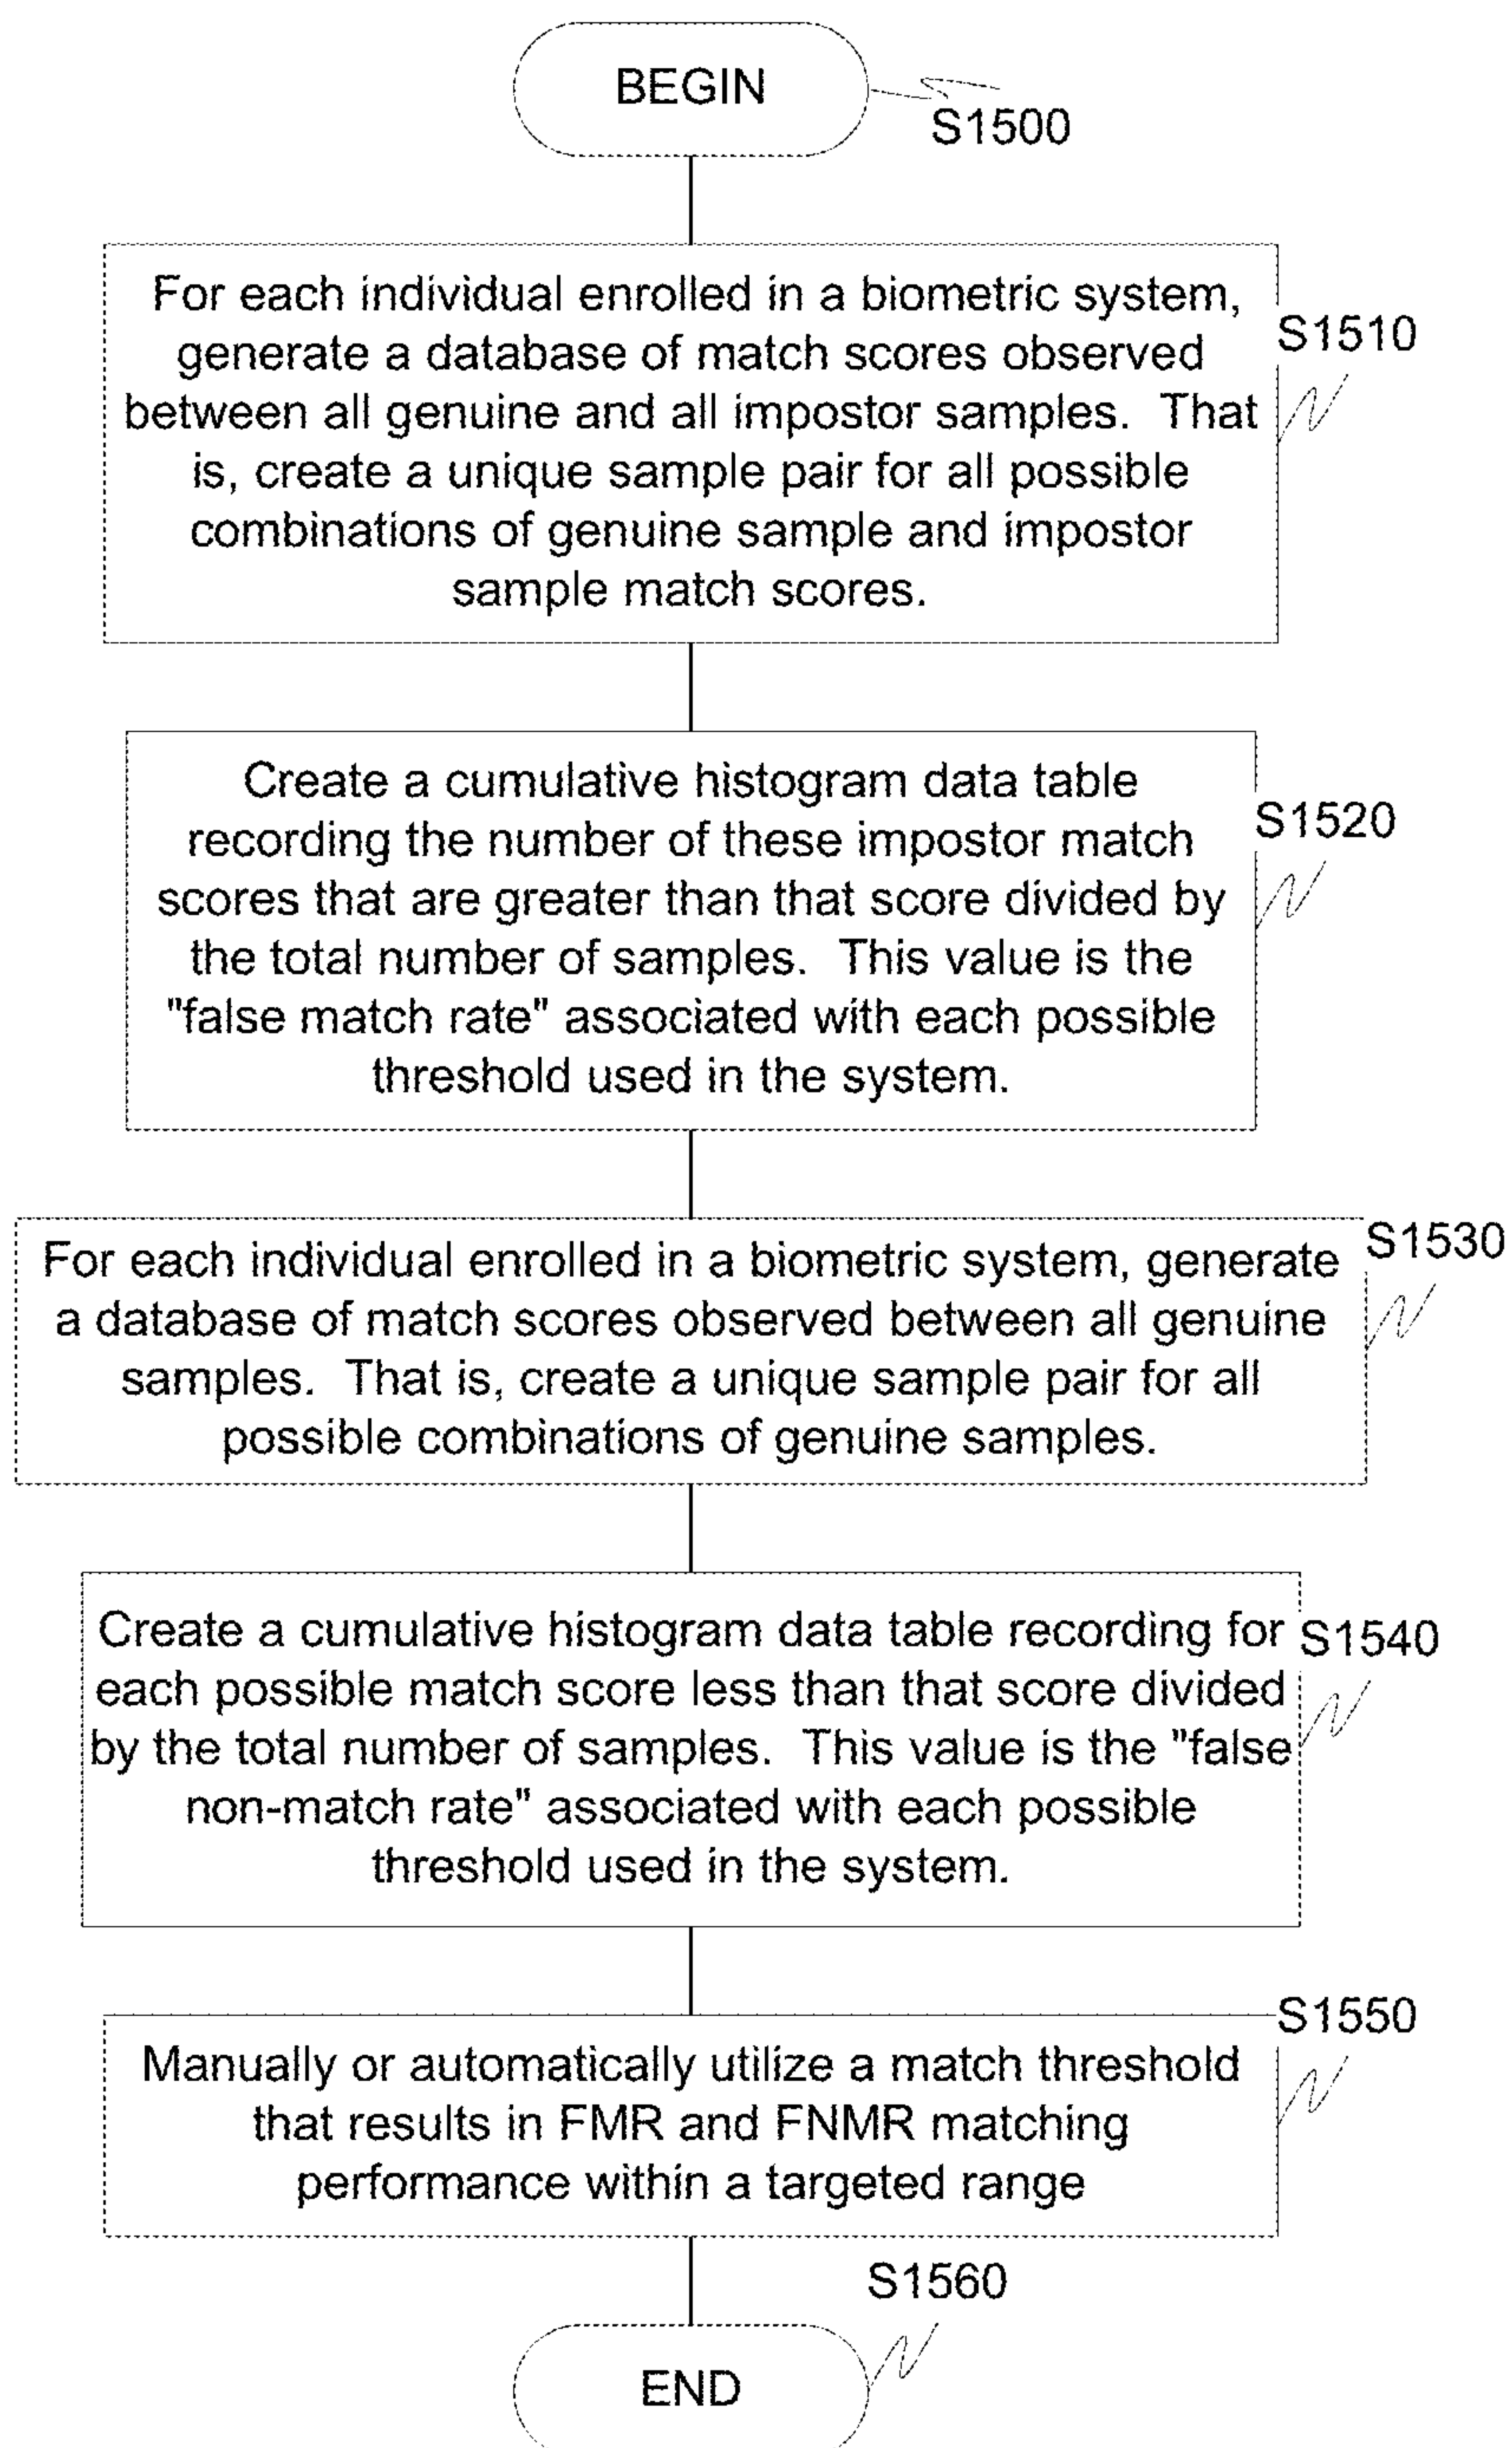 BEGIN
S1500
For each individual enrolled in a biometric system,
generate a database of match scores observed
between all genuine and all impostor samples.  That
is, create a unique sample pair for all possible
combinations of genuine sample and impostor
sample match scores.
S1510
Create a cumulative histogram data table
recording the number of these impostor match
scores that are greater than that score divided by
the total number of samples.  This value is the
"false match rate" associated with each possible
threshold used in the system.
S1520
For each individual enrolled in a biometric system, generate
a database of match scores observed between all genuine
samples.  That is, create a unique sample pair for all
possible combinations of genuine samples.
S1530
Create a cumulative histogram data table recording for
each possible match score less than that score divided
by the total number of samples.  This value is the "false
non-match rate" associated with each possible
threshold used in the system.
S1540
Manually or automatically utilize a match threshold
that results in FMR and FNMR matching
performance within a targeted range
S1550
S1560
END